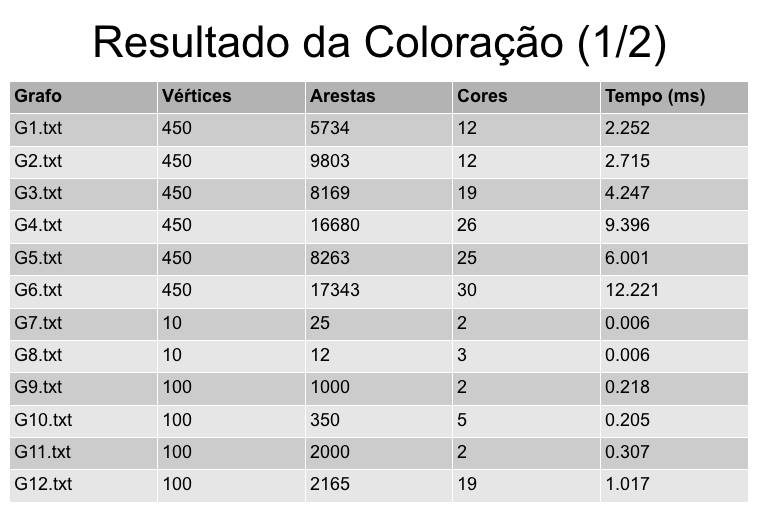 Resultado da Coloração (1/2)
Grafo Véŕtices Arestas Cores Tempo (ms)
G1.txt 450 5734 12 2.252
G2.txt 450 9803 12 2.715
G3.txt 450 8169 19 4.247
G4.txt 450 16680 26 9.396
G5.txt 450 8263 25 6.001
G6.txt 450 17343 30 12.221
G7.txt 10 25 2 0.006
G8.txt 10 12 3 0.006
G9.txt 100 1000 2 0.218
G10.txt 100 350 5 0.205
G11.txt 100 2000 2 0.307
G12.txt 100 2165 19 1.017